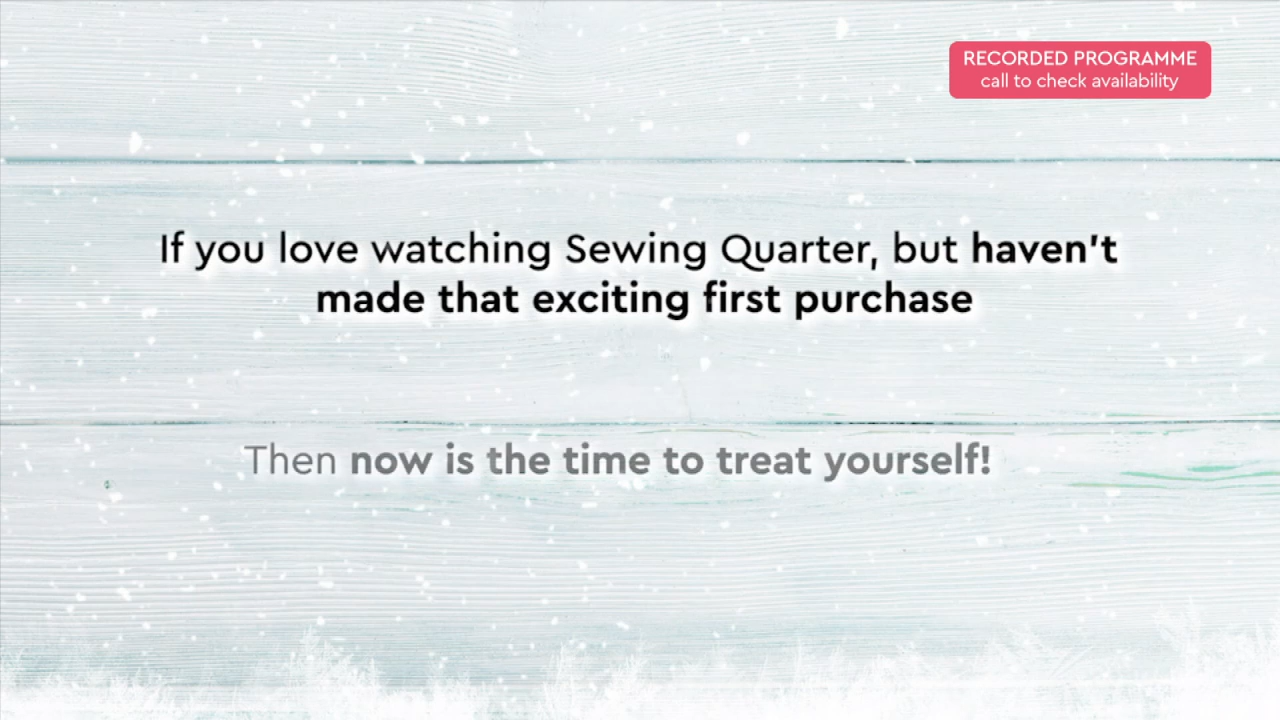 RECORDED PROGRAMME
call to check availability
If you love watching Sewing Quarter, but haven't
made that exciting first purchase
Then now is the time to treat yourself!